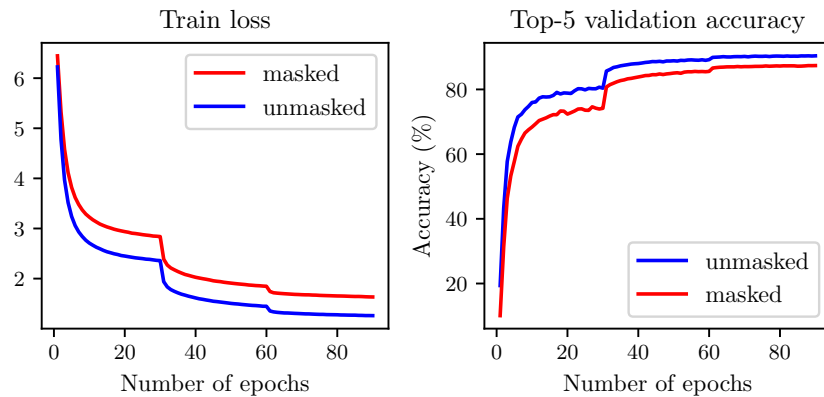 Train loss
6
5
4
3
2
0
20
40
60
80
Number of epochs
masked
unmasked
Top-5 validation accuracy
Accuracy (%)
80
60
40
20
0
20
40
60
80
Number of epochs
unmasked
masked